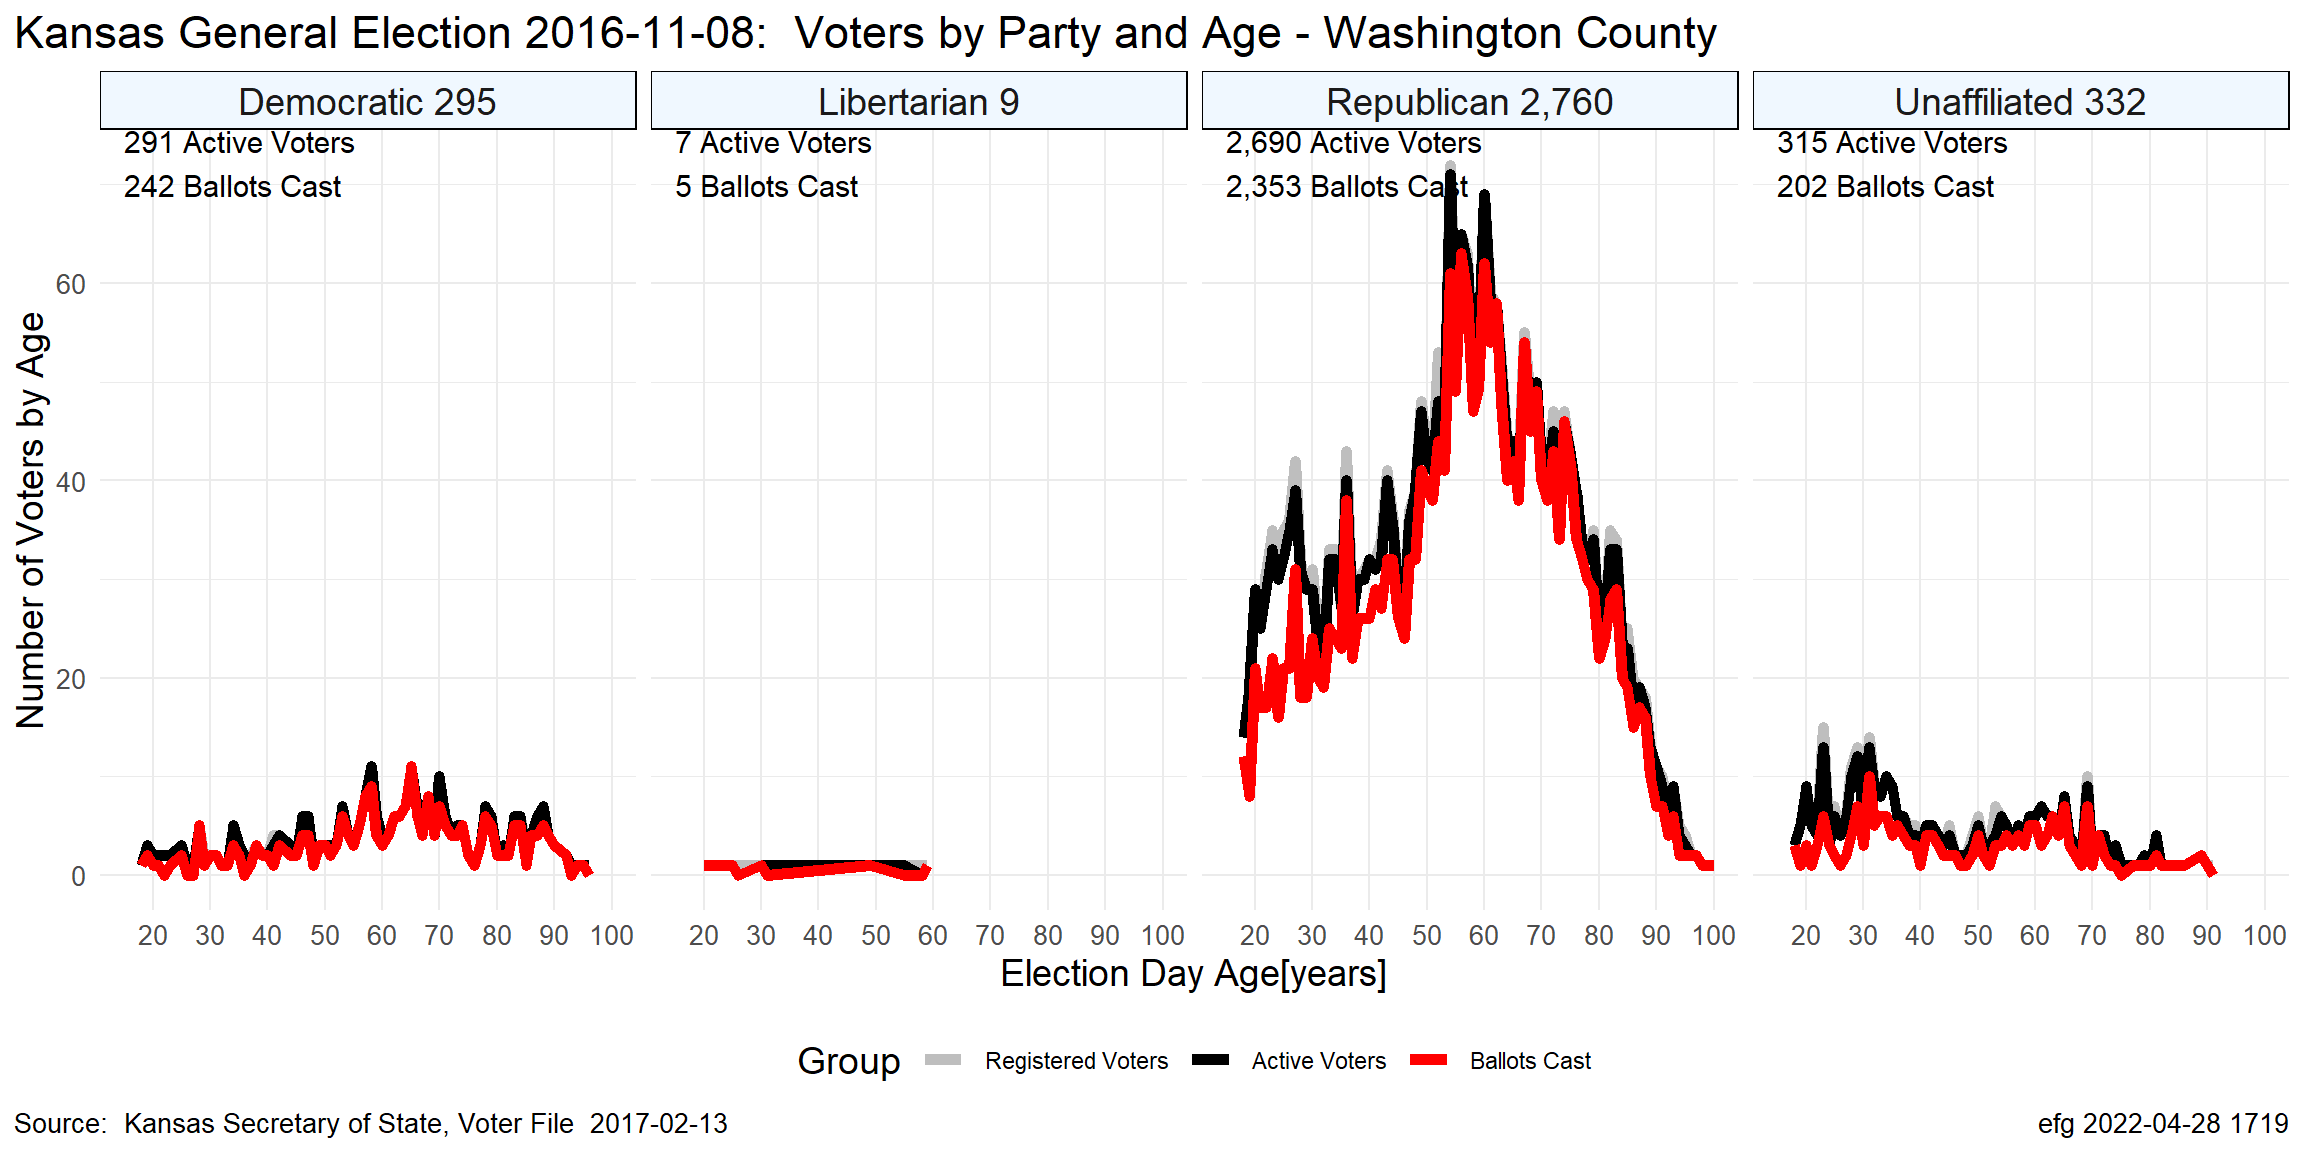 Kansas General Election 2016-11-08:  Voters by Party and Age - Washington County
Democratic 295
Libertarian 9
Republican 2,760
Unaffiliated 332
291 Active Voters
242 Ballots Cast
7 Active Voters
5 Ballots Cast
2,690 Active Voters
2,353 Ballots Cast
315 Active Voters
202 Ballots Cast
Number of Voters by Age
60
40
20
0
20 30 40 50 60 70 80 90 100
20 30 40 50 60 70 80 90 100
20 30 40 50 60 70 80 90 100
20 30 40 50 60 70 80 90 100
Election Day Age[years]
Group Registered Voters Active Voters Ballots Cast
Source:  Kansas Secretary of State, Voter File  2017-02-13
efg 2022-04-28 1719